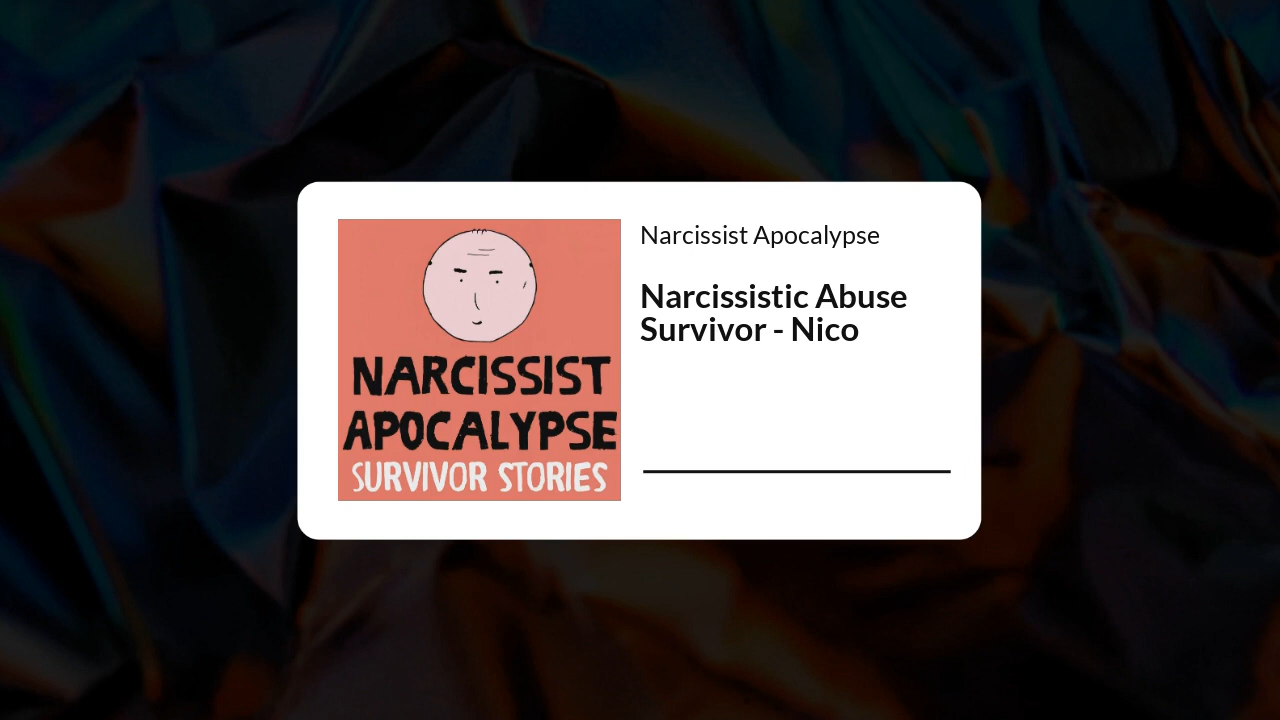 NARCISSIST
APOCALYPSE
SURVIVOR STORIES
Narcissist Apocalypse
Narcissistic Abuse
Survivor - Nico